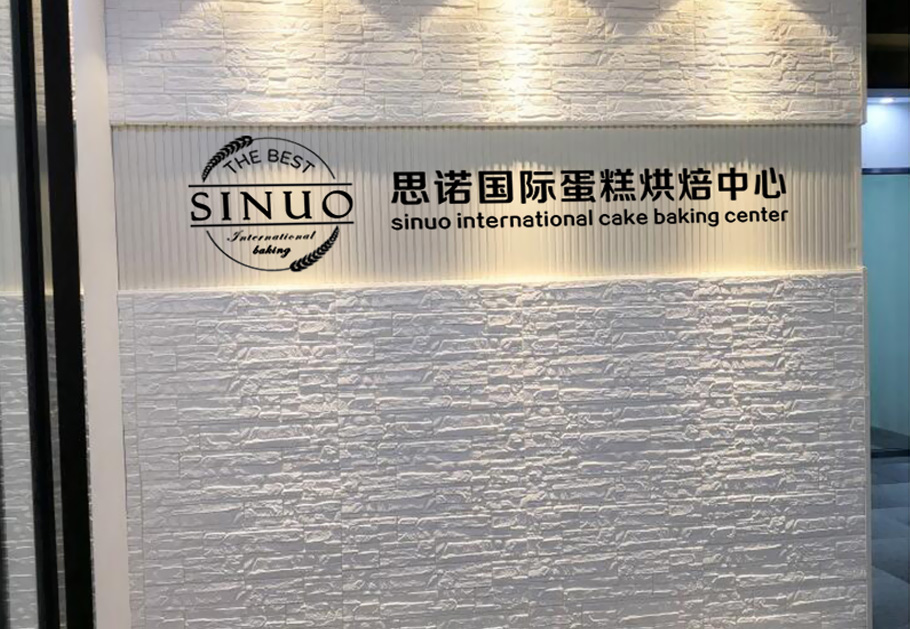 THE BEST
SINUO
International
baking
思诺国际蛋糕烘焙中心
sinuo international cake baking center